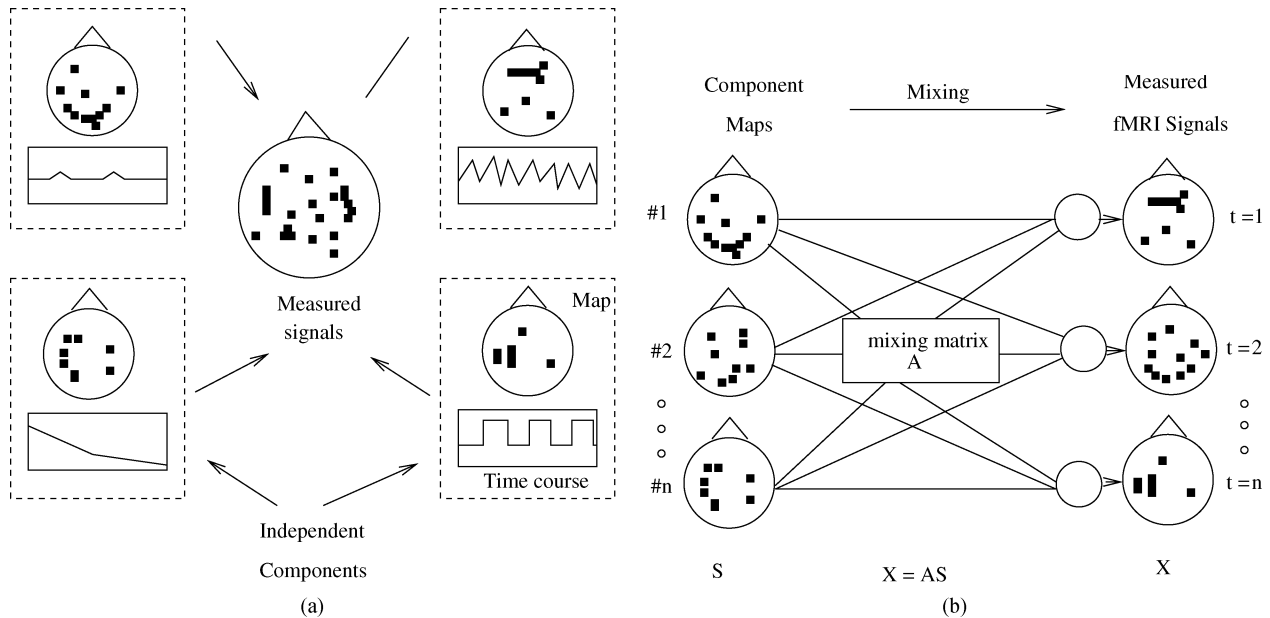 Map
Measured
signals
Time course
Independent
Components
(a)
Component
Maps
Mixing
Measured
fMRI Signals
#1
t =1
#2
mixing matrix
A
t =2
#n
t =n
S
X = AS
X
(b)